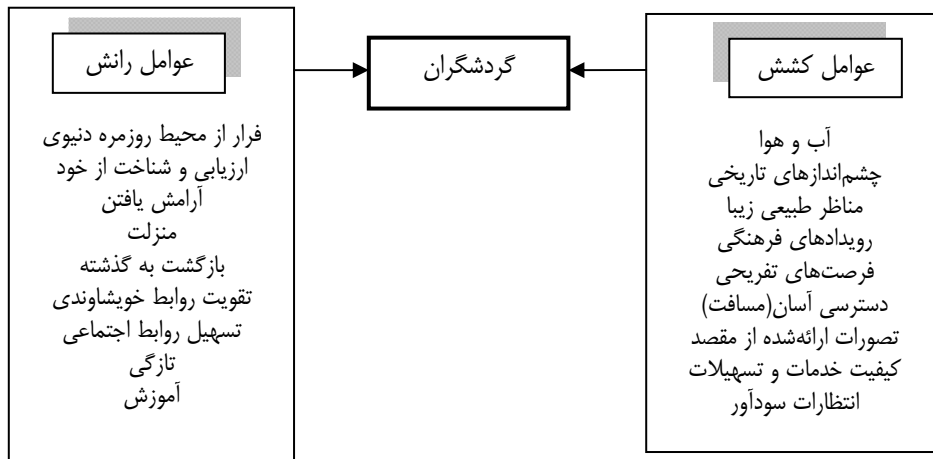 عوامل کشش
آب و هوا
چشم‌اندازهای تاریخی
مناظر طبیعی زیبا
رویدادهای فرهنگی
فرصت‌های تفریحی
دسترسی آسان(مسافت)
تصورات ارائه‌شده از مقصد
کیفیت خدمات و تسهیلات
انتظارات سودآور
گردشگران
عوامل رانش
فرار از محیط روزمره دنیوی
ارزیابی و شناخت از خود
آرامش یافتن
منزلت
بازگشت به گذشته
تقویت روابط خویشاوندی
تسهیل روابط اجتماعی
تازگی
آموزش